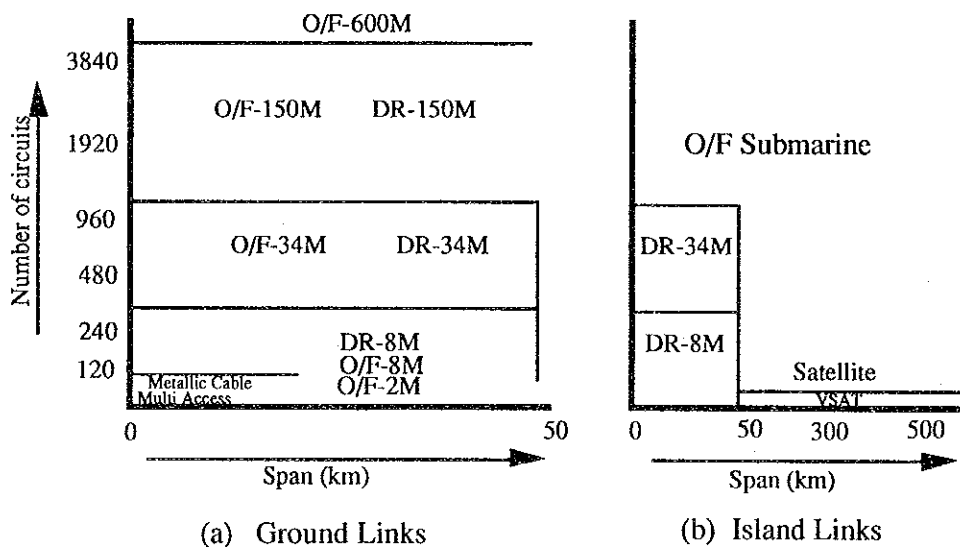 O/F-600M
3840
O/F-150M DR-150M
1920
960
O/F-34M DR-34M
480
240
DR-8M
O/F-8M
120
Metallic Cable
O/F-2M
Multi Access
0 50
Number of circuits
Span (km)
(a) Ground Links
O/F Submarine
DR-34M
DR-8M
Satellite
VSAT
0 50 300 500
Span (km)
(b) Island Links